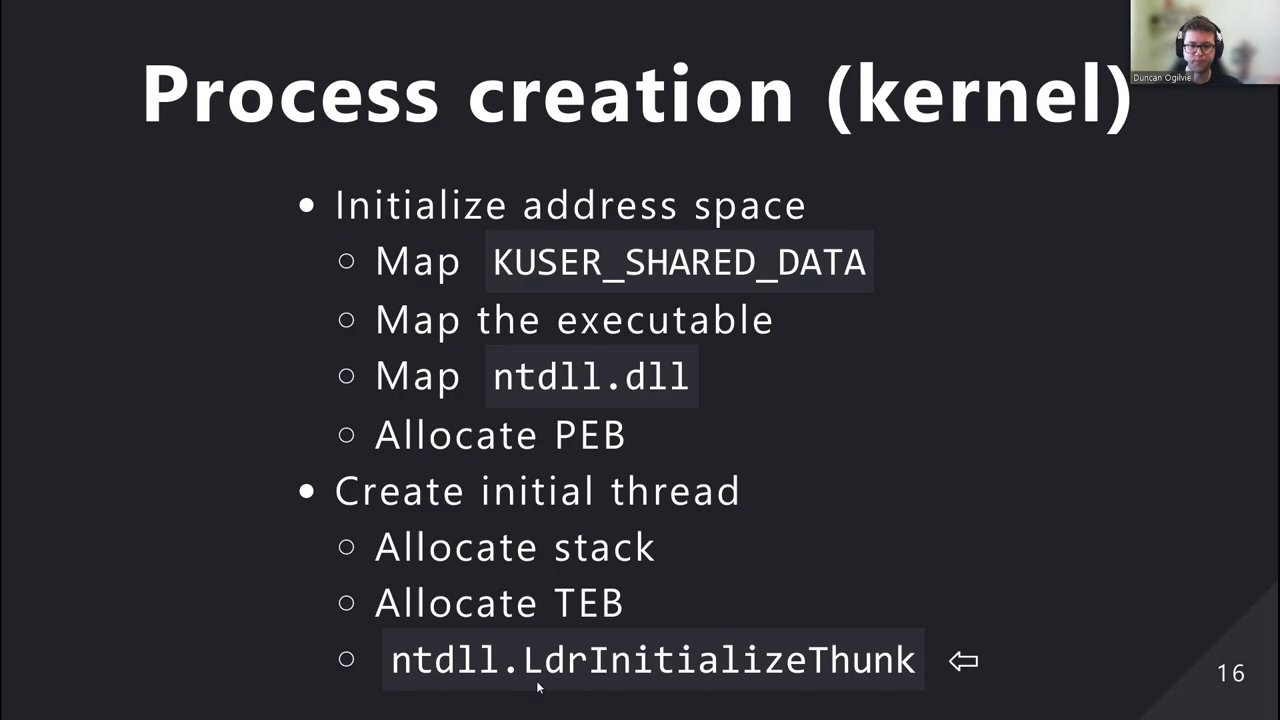 Process creation (kernel)
Duncan Ogilvie
• Initialize address space
○ Map KUSER_SHARED_DATA
○ Map the executable
○ Map ntdll.dll
○ Allocate PEB
• Create initial thread
○ Allocate stack
○ Allocate TEB
○ ntdll.LdrInitializeThunk ⇦
16